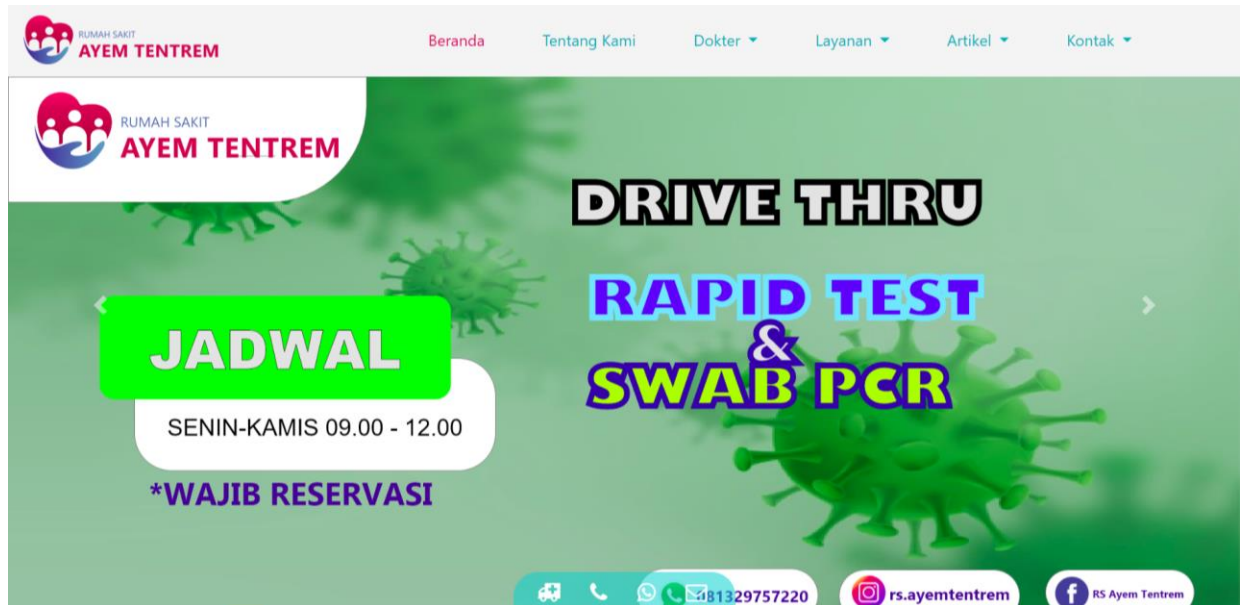 RUMAH SAKIT
AYEM TENTREM
Beranda
Tentang Kami
Dokter
Layanan
Artikel
Kontak
RUMAH SAKIT
AYEM TENTREM
DRIVE THRU
RAPID TEST
&
SWAB PCR
JADWAL
SENIN-KAMIS 09.00 - 12.00
*WAJIB RESERVASI
081329757220
rs.ayemtentrem
RS Ayem Tentrem